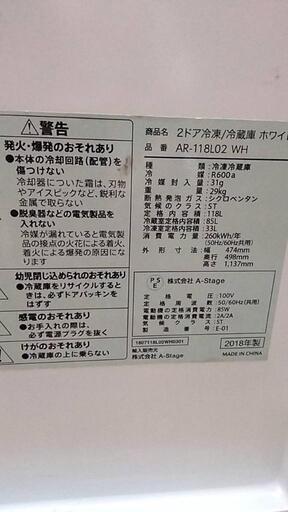 警告
発火・爆発のおそれあり
●本体の冷却回路(配管)を
傷つけない
冷却器についた霜は、刃物
やアイスピックなど、鋭利な
金属で取らない
●脱臭器などの電気製品を
入れない
冷媒が漏れていると電気製
品の接点の火花による着
火、爆発の原因になります
幼児閉じ込められのおそれあり
●冷蔵庫をリサイクルすると
きは、必ずドアパッキンを
はずす
感電のおそれあり
●お手入れの際は、
必ず電源プラグを抜く
けがのおそれあり
●冷蔵庫の上に乗らない
商品名 2ドア冷凍/冷蔵庫 ホワイト
品番 AR-118L02 WH
種類:冷凍冷蔵庫
冷媒:R600a
冷媒封入量:31g
質量:29kg
断熱発泡ガス:シクロペンタン
気候のクラス:ST
定格内容積:118L
冷蔵室定格内容積:85L
冷凍室定格内容積:33L
消費電力量:260kWh/年
(50Hz/60Hz共用)
外形寸法 幅 474mm
奥行 498mm
高さ 1,137mm
PSE 株式会社 A-Stage
定格電圧:100V
定格周波数:50/60Hz(共用)
電動機の定格消費電力:85W
電動機の定格消費電流:2A/2A
気候クラス:ST
記号:E-01
1807118L02WH0301
輸入販売元
株式会社 A-Stage
2018年製
MADE IN CHINA